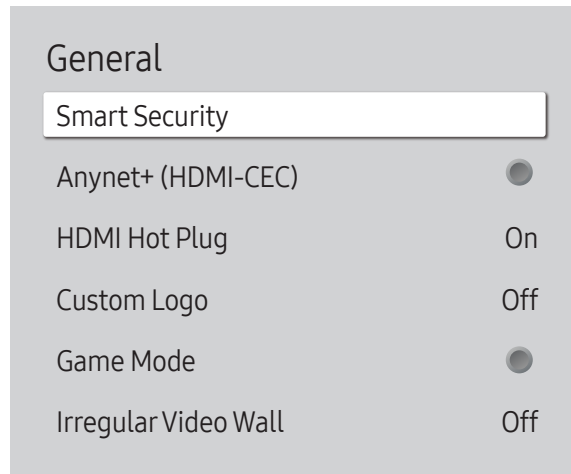 General
Smart Security
Anynet+ (HDMI-CEC)
HDMI Hot Plug On
Custom Logo Off
Game Mode
Irregular Video Wall Off